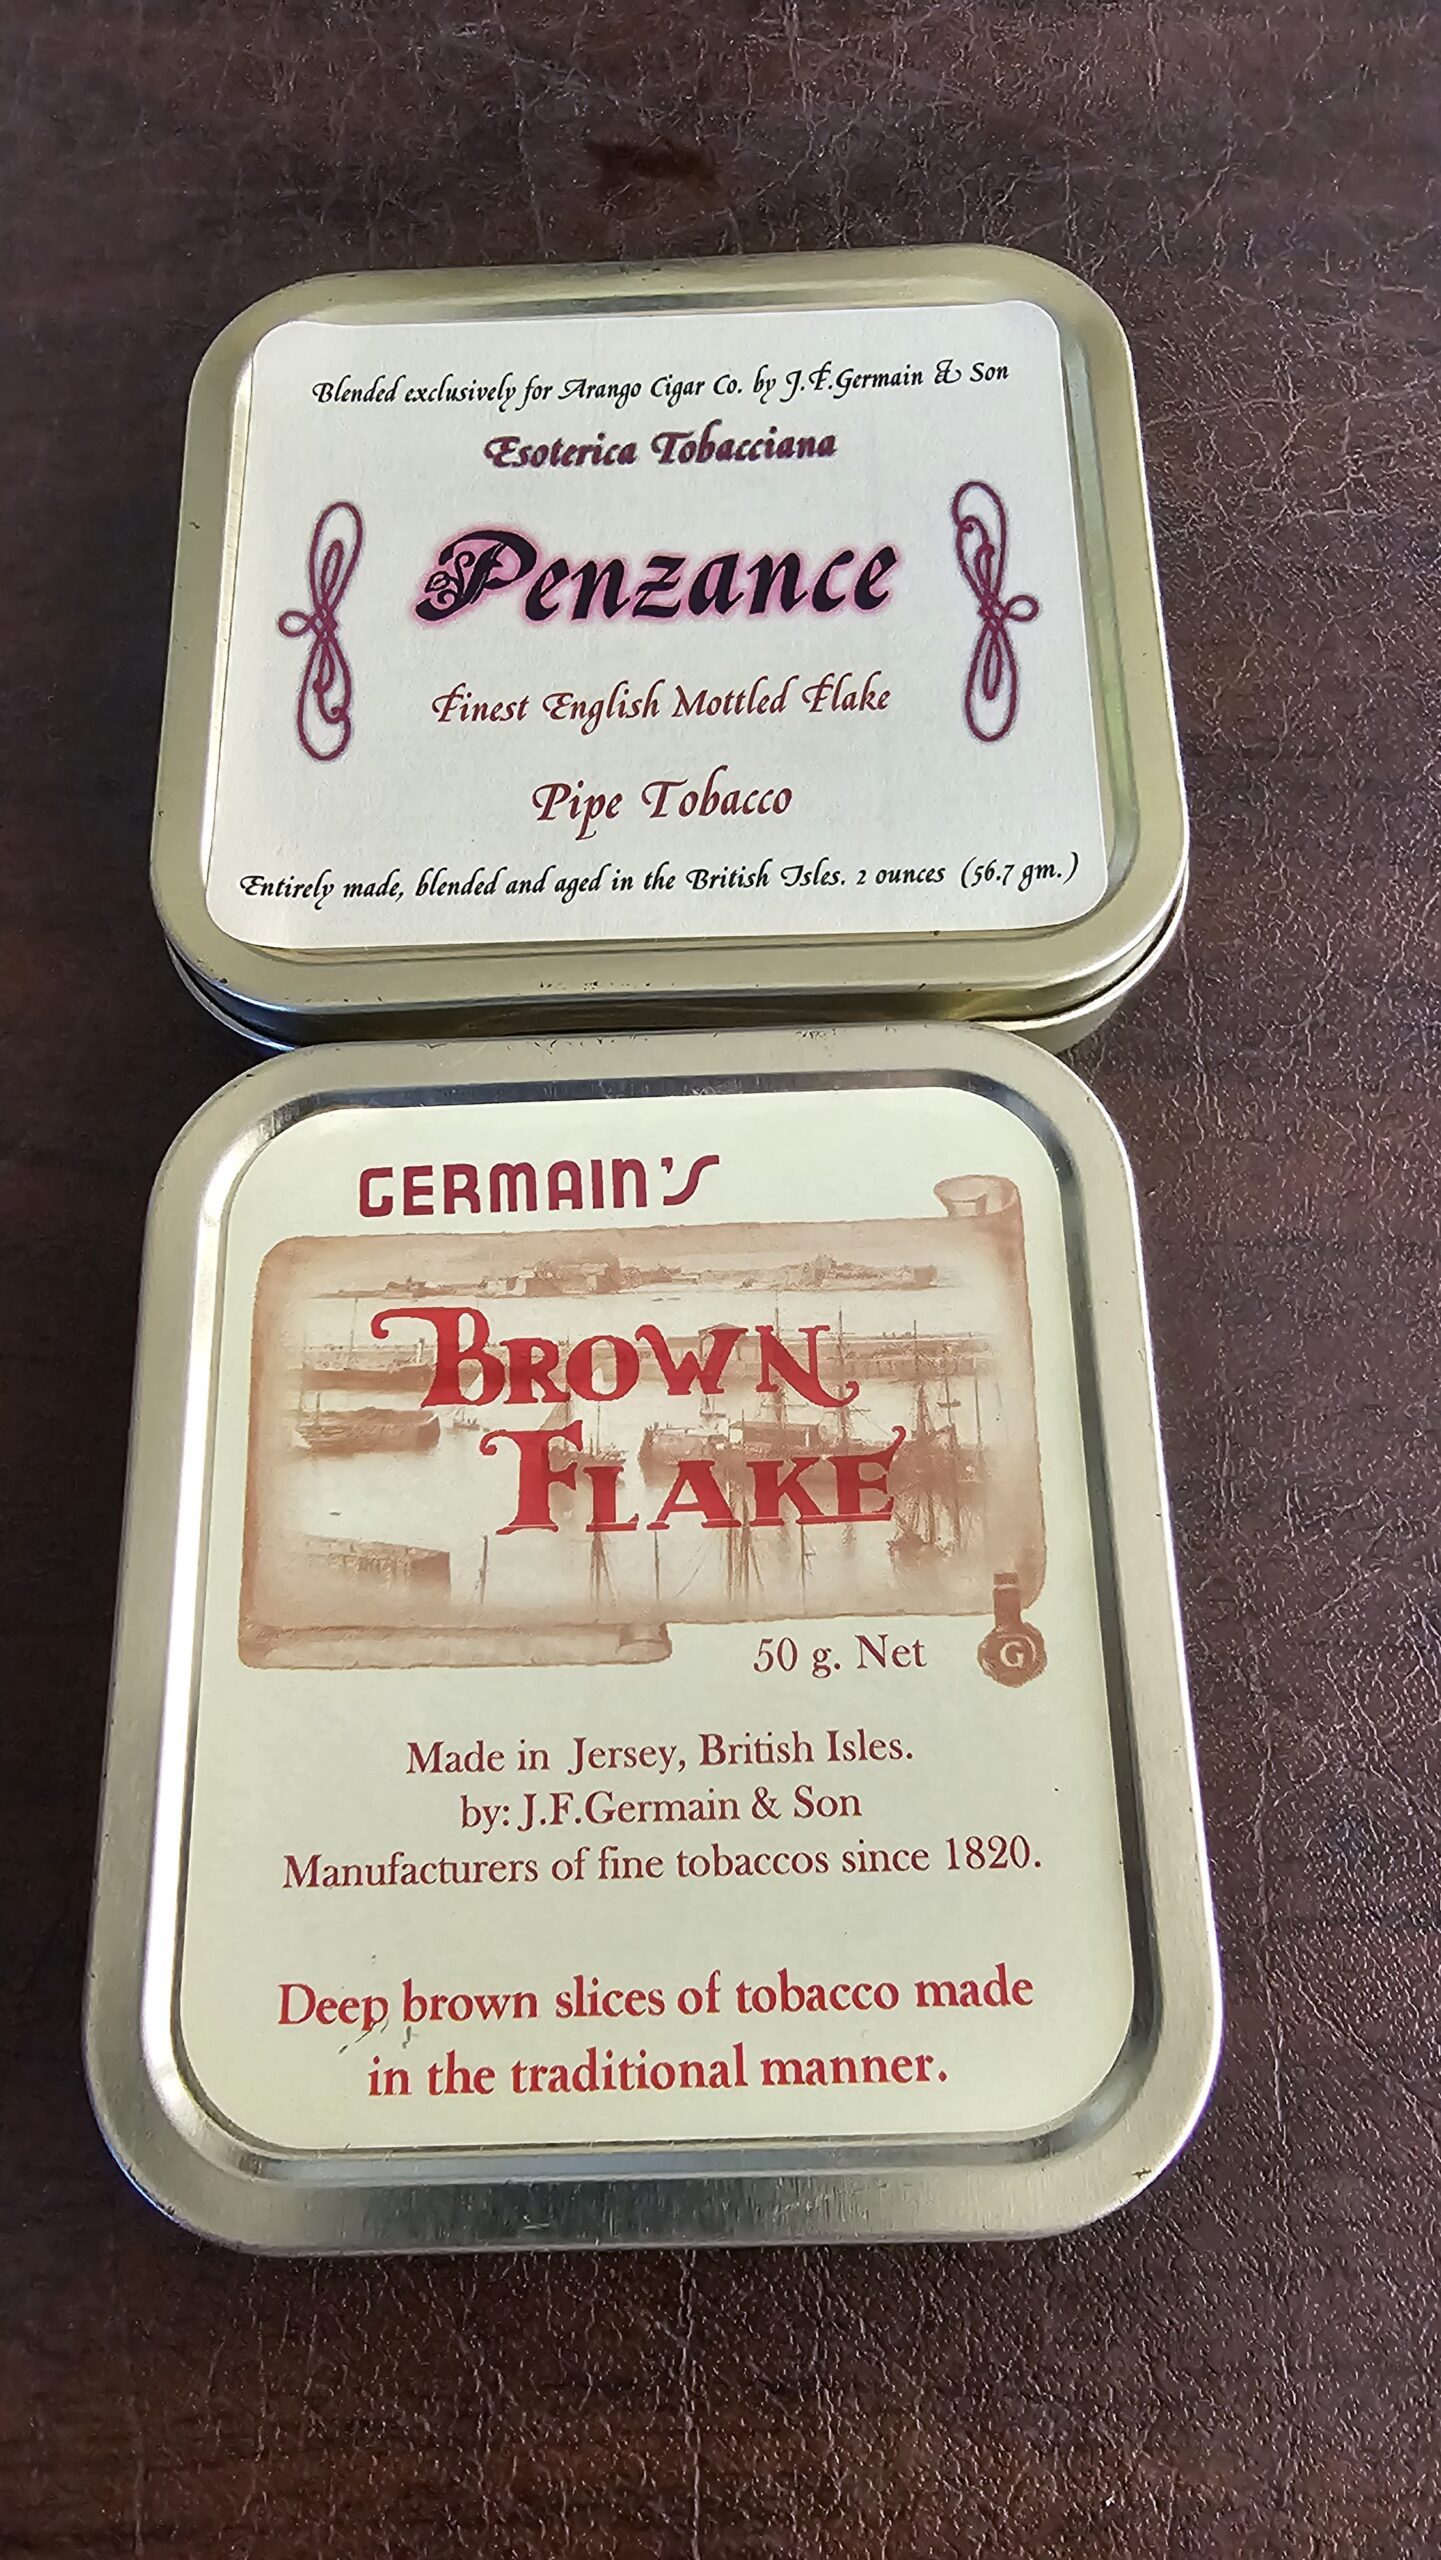 Blended exclusively for Arango Cigar Co. by J.F.Germain & Son
Esoterica Tobacciana
Penzance
Finest English Mottled Flake
Pipe Tobacco
Entirely made, blended and aged in the British Isles. 2 ounces (56.7 gm.)
GERMAIN'S
BROWN
FLAKE
50 g. Net
G
Made in Jersey, British Isles.
by: J.F.Germain & Son
Manufacturers of fine tobaccos since 1820.
Deep brown slices of tobacco made
in the traditional manner.